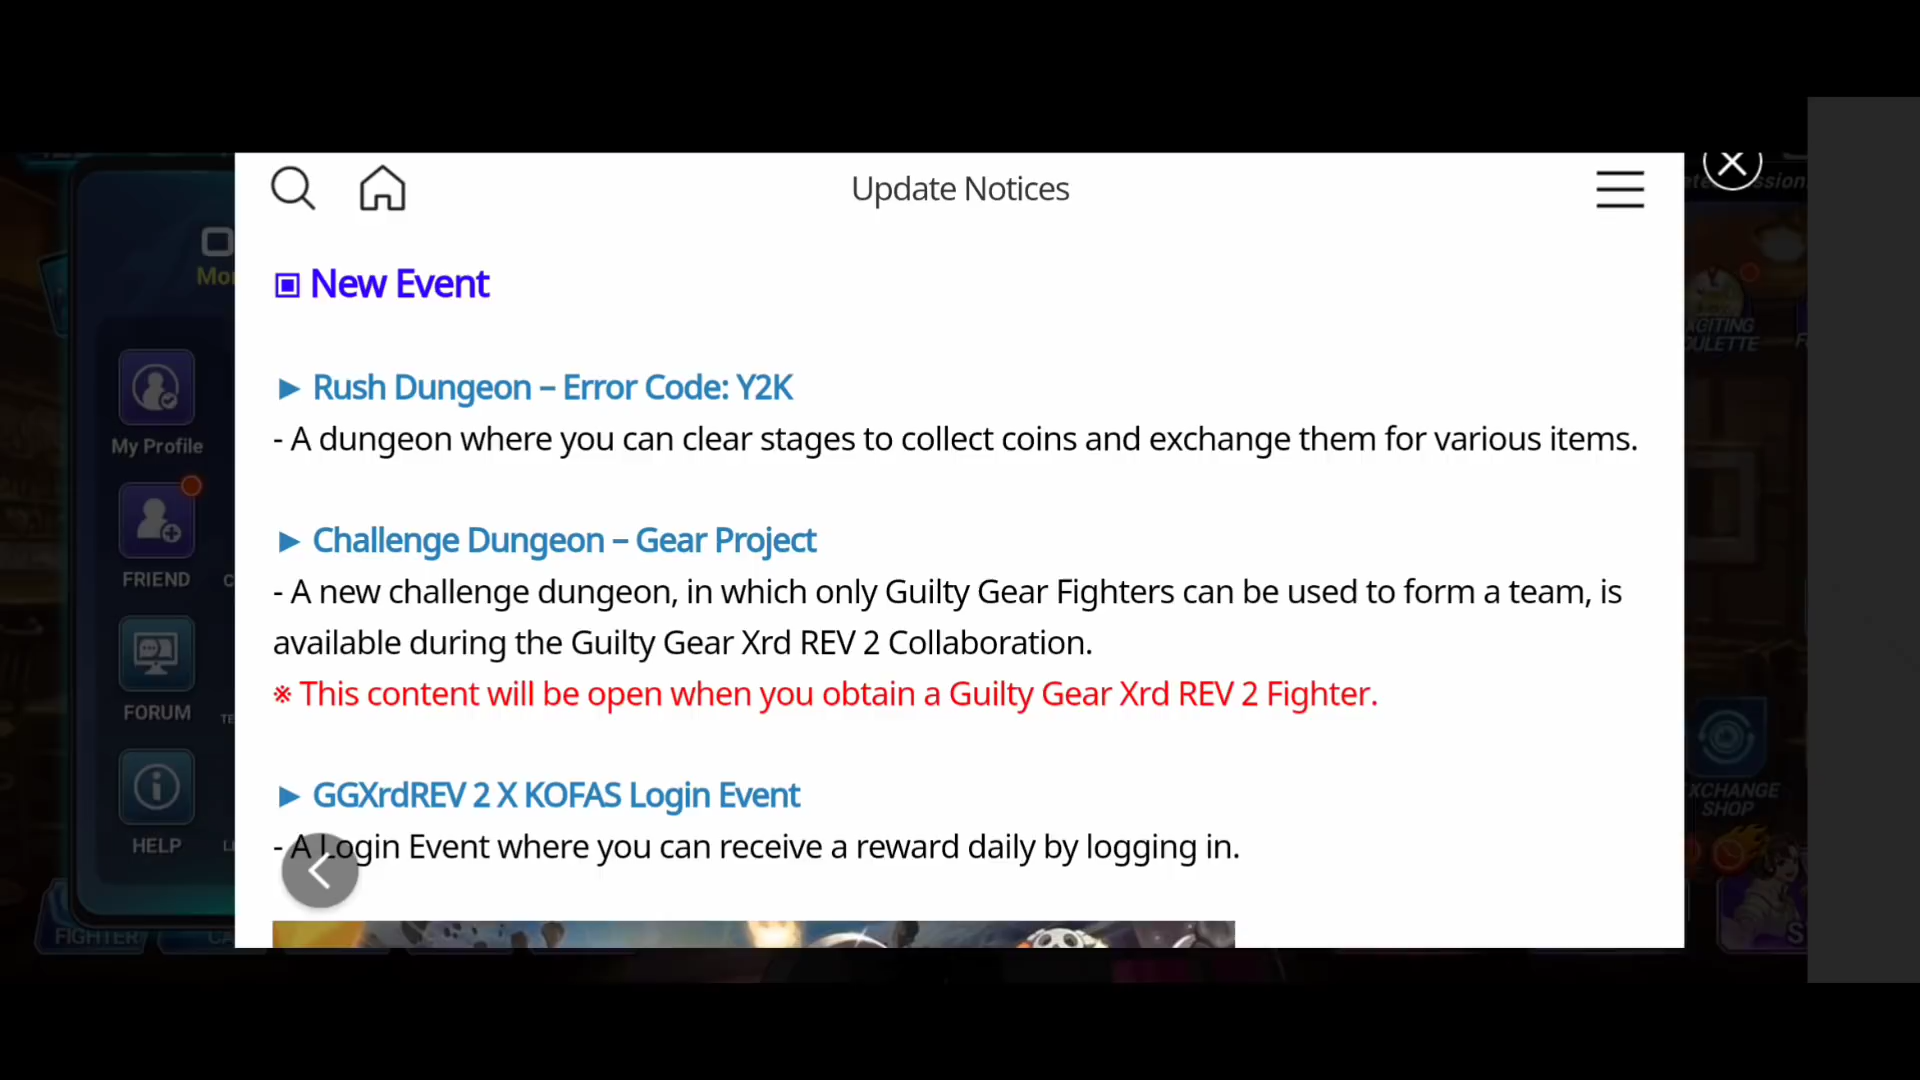 Update Notices
▣ New Event
► Rush Dungeon – Error Code: Y2K
- A dungeon where you can clear stages to collect coins and exchange them for various items.
► Challenge Dungeon – Gear Project
- A new challenge dungeon, in which only Guilty Gear Fighters can be used to form a team, is
available during the Guilty Gear Xrd REV 2 Collaboration.
※ This content will be open when you obtain a Guilty Gear Xrd REV 2 Fighter.
► GGXrdREV 2 X KOFAS Login Event
- A Login Event where you can receive a reward daily by logging in.
My Profile
FRIEND
FORUM
HELP
FIGHTER
SHOP